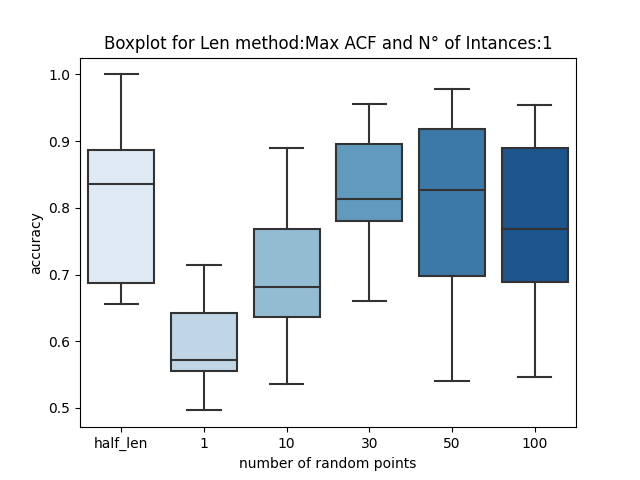 Boxplot for Len method:Max ACF and N° of Intances:1
1.0
0.9
0.8
0.7
0.6
0.5
accuracy
half_len 1 10 30 50 100
number of random points